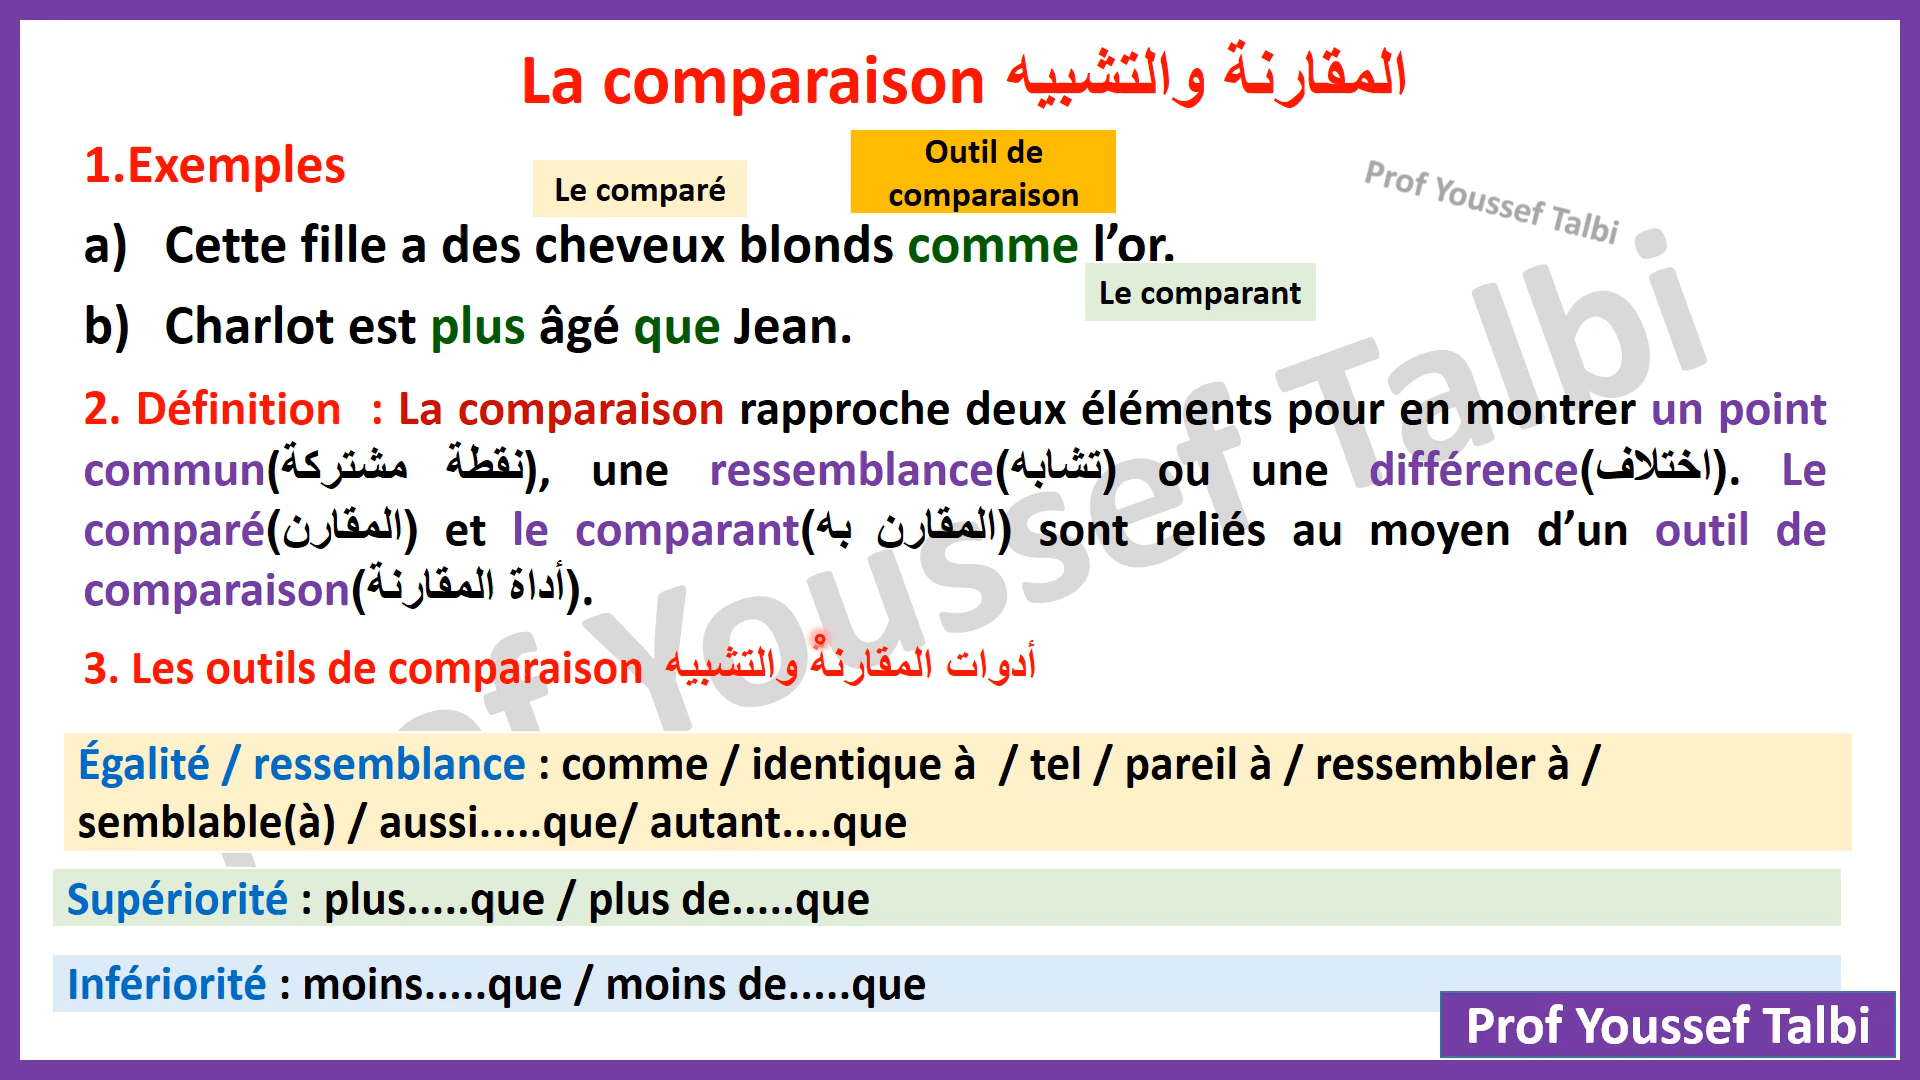 La comparaison المقارنة والتشبيه
1.Exemples
Le comparé
Outil de
comparaison
Prof Youssef Talbi
a) Cette fille a des cheveux blonds comme l’or.
Le comparant
b) Charlot est plus âgé que Jean.
2. Définition : La comparaison rapproche deux éléments pour en montrer un point
commun(نقطة مشتركة), une ressemblance(تشابه) ou une différence(اختلاف). Le
comparé(المقارن) et le comparant(المقارن به) sont reliés au moyen d’un outil de
comparaison(أداة المقارنة).
3. Les outils de comparaison أدوات المقارنةْ والتشبيه
Égalité / ressemblance : comme / identique à / tel / pareil à / ressembler à /
semblable(à) / aussi.....que/ autant....que
Supériorité : plus.....que / plus de.....que
Infériorité : moins.....que / moins de.....que
Prof Youssef Talbi
Prof Youssef Talbi